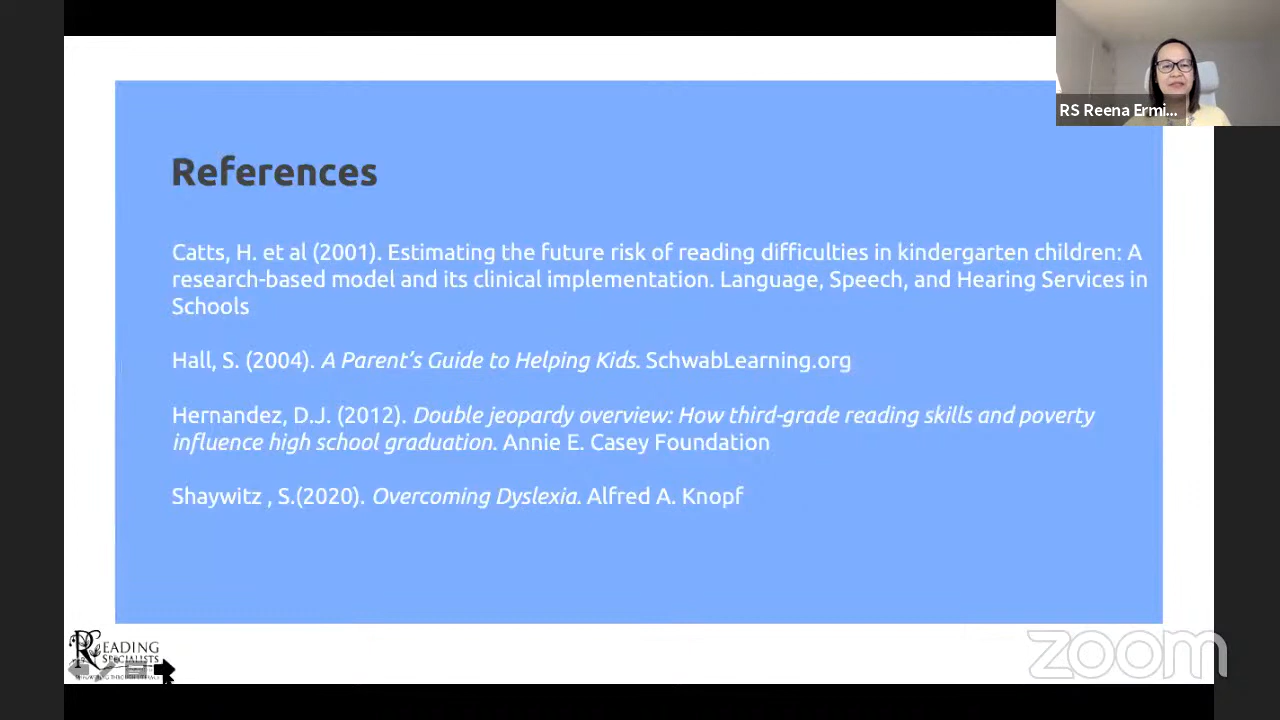 RS Reena Ermi...
References
Catts, H. et al (2001). Estimating the future risk of reading difficulties in kindergarten children: A
research-based model and its clinical implementation. Language, Speech, and Hearing Services in
Schools
Hall, S. (2004). A Parent's Guide to Helping Kids. SchwabLearning.org
Hernandez, D.J. (2012). Double jeopardy overview: How third-grade reading skills and poverty
influence high school graduation. Annie E. Casey Foundation
Shaywitz , S.(2020). Overcoming Dyslexia. Alfred A. Knopf
READING
SPECIALISTS
zoom